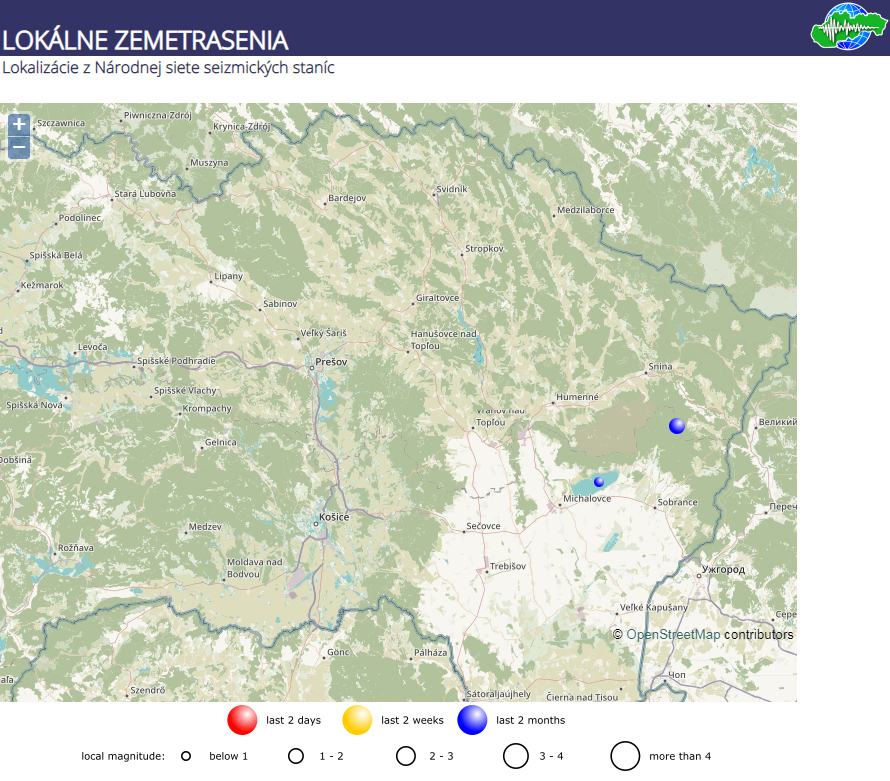 LOKÁLNE ZEMETRASENIA
Lokalizácie z Národnej siete seizmických staníc
+
−
Szczawnica
Piwniczna-Zdrój
Krynica-Zdrój
Muszyna
Stará Ľubovňa
Podolínec
Bardejov
Svidník
Medzilaborce
Spišská Belá
Stropkov
Kežmarok
Lipany
Sabinov
Giraltovce
Veľký Šariš
Hanušovce nad
Topľou
Levoča
Spišské Podhradie
Prešov
Snina
Spišské Vlachy
Humenné
Spišská Nová
Krompachy
Vranov nad
Topľou
Великий
Gelnica
Dobšiná
Michalovce
Sobrance
Переч
Košice
Medzev
Sečovce
Rožňava
Moldava nad
Bodvou
Trebišov
Ужгород
Veľké Kapušany
Сере
© OpenStreetMap contributors
Gönc
Pálháza
Чоп
Szendrő
Sátoraljaújhely
Čierna nad Tisou
last 2 days
last 2 weeks
last 2 months
local magnitude:
below 1
1 - 2
2 - 3
3 - 4
more than 4